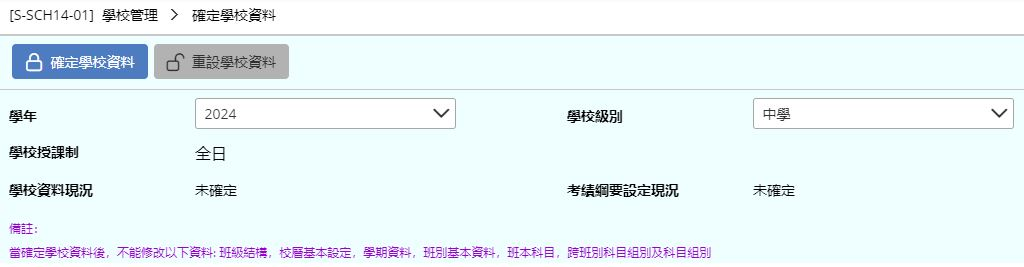 [S-SCH14-01] 學校管理 > 確定學校資料
確定學校資料 重設學校資料
學年 2024 學校級別 中學
學校授課制 全日
學校資料現況 未確定 考績綱要設定現況 未確定
備註:
當確定學校資料後，不能修改以下資料: 班級結構，校曆基本設定，學期資料，班別基本資料，班本科目，跨班別科目組別及科目組別